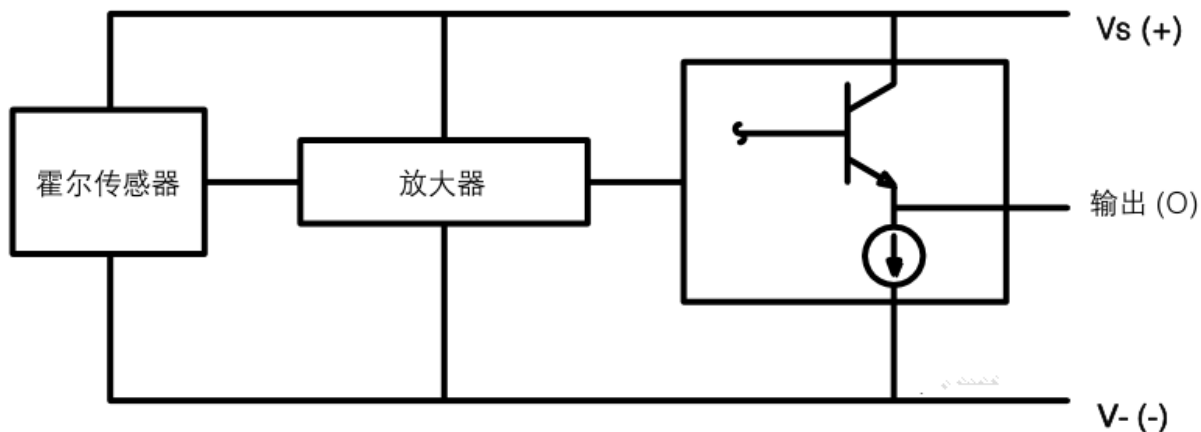 Vs (+)
霍尔传感器
放大器
输出 (O)
V- (-)